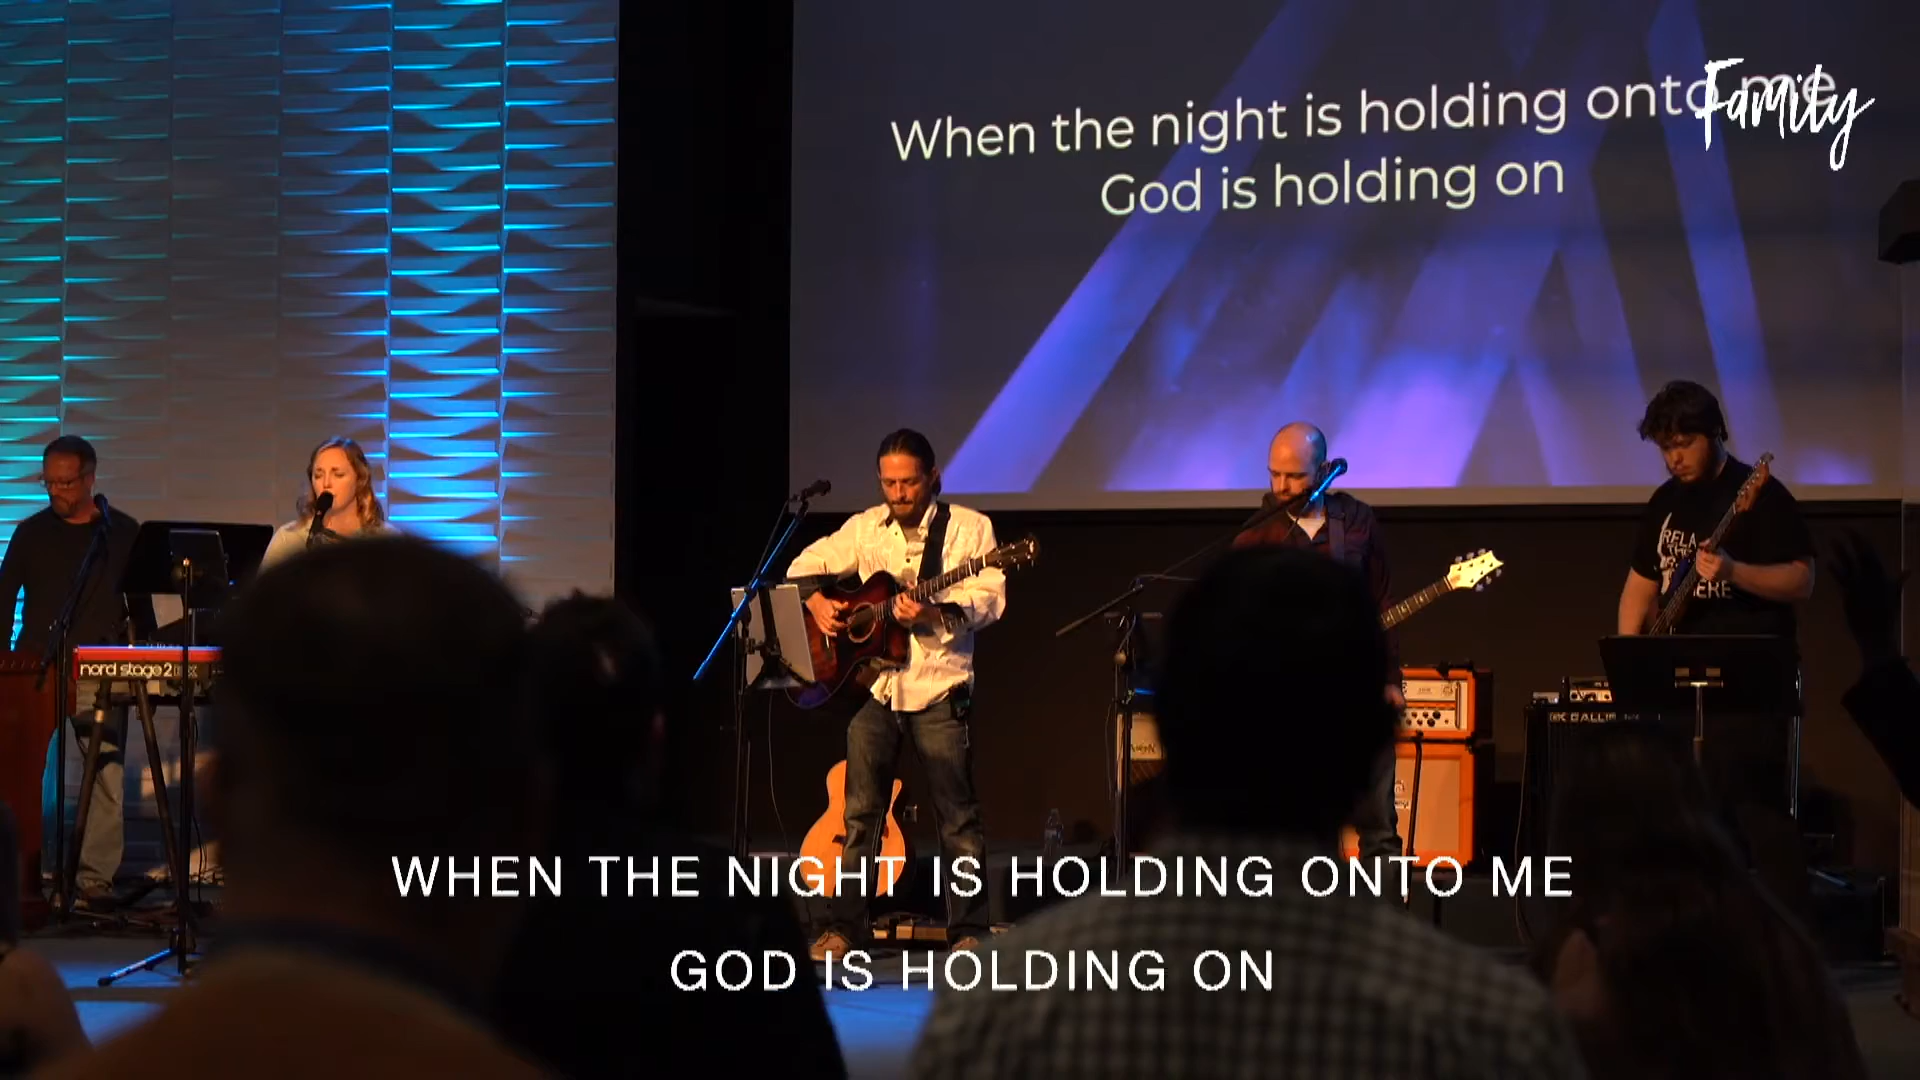 When the night is holding onto me
God is holding on
Family
nord stage 2
WHEN THE NIGHT IS HOLDING ONTO ME
GOD IS HOLDING ON